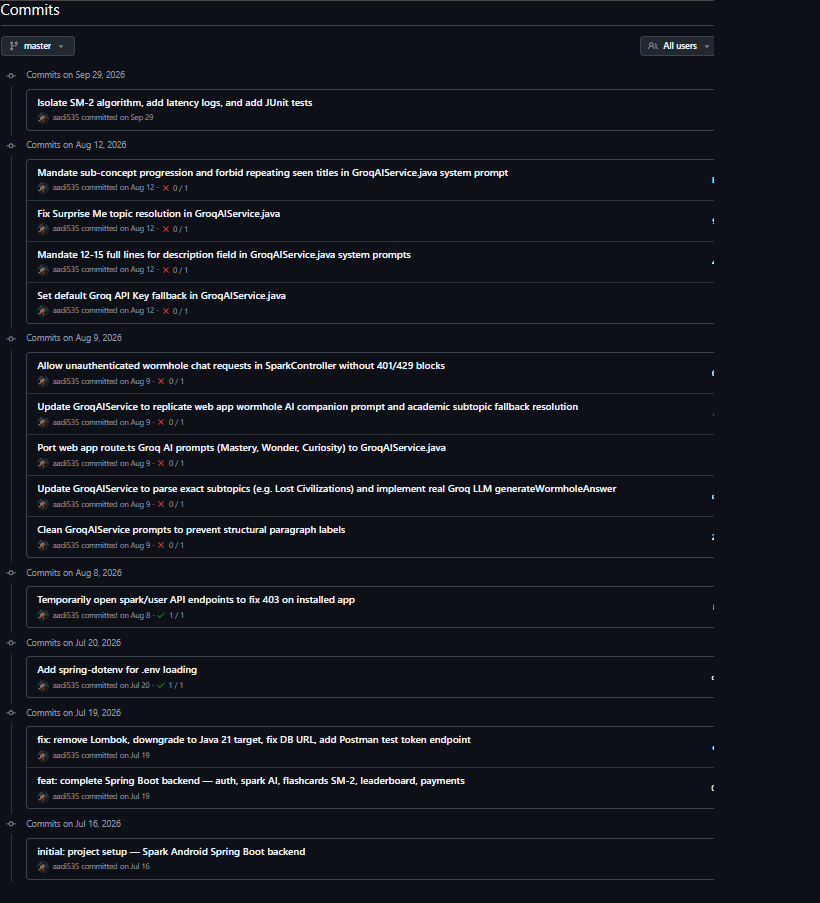 Commits
master
All users
Commits on Sep 29, 2026
Isolate SM-2 algorithm, add latency logs, and add JUnit tests
aadi535 committed on Sep 29
Commits on Aug 12, 2026
Mandate sub-concept progression and forbid repeating seen titles in GroqAIService.java system prompt
aadi535 committed on Aug 12 · 0 / 1
Fix Surprise Me topic resolution in GroqAIService.java
aadi535 committed on Aug 12 · 0 / 1
Mandate 12-15 full lines for description field in GroqAIService.java system prompts
aadi535 committed on Aug 12 · 0 / 1
Set default Groq API Key fallback in GroqAIService.java
aadi535 committed on Aug 12 · 0 / 1
Commits on Aug 9, 2026
Allow unauthenticated wormhole chat requests in SparkController without 401/429 blocks
aadi535 committed on Aug 9 · 0 / 1
Update GroqAIService to replicate web app wormhole AI companion prompt and academic subtopic fallback resolution
aadi535 committed on Aug 9 · 0 / 1
Port web app route.ts Groq AI prompts (Mastery, Wonder, Curiosity) to GroqAIService.java
aadi535 committed on Aug 9 · 0 / 1
Update GroqAIService to parse exact subtopics (e.g. Lost Civilizations) and implement real Groq LLM generateWormholeAnswer
aadi535 committed on Aug 9 · 0 / 1
Clean GroqAIService prompts to prevent structural paragraph labels
aadi535 committed on Aug 9 · 0 / 1
Commits on Aug 8, 2026
Temporarily open spark/user API endpoints to fix 403 on installed app
aadi535 committed on Aug 8 · 1 / 1
Commits on Jul 20, 2026
Add spring-dotenv for .env loading
aadi535 committed on Jul 20 · 1 / 1
Commits on Jul 19, 2026
fix: remove Lombok, downgrade to Java 21 target, fix DB URL, add Postman test token endpoint
aadi535 committed on Jul 19
feat: complete Spring Boot backend — auth, spark AI, flashcards SM-2, leaderboard, payments
aadi535 committed on Jul 19
Commits on Jul 16, 2026
initial: project setup — Spark Android Spring Boot backend
aadi535 committed on Jul 16